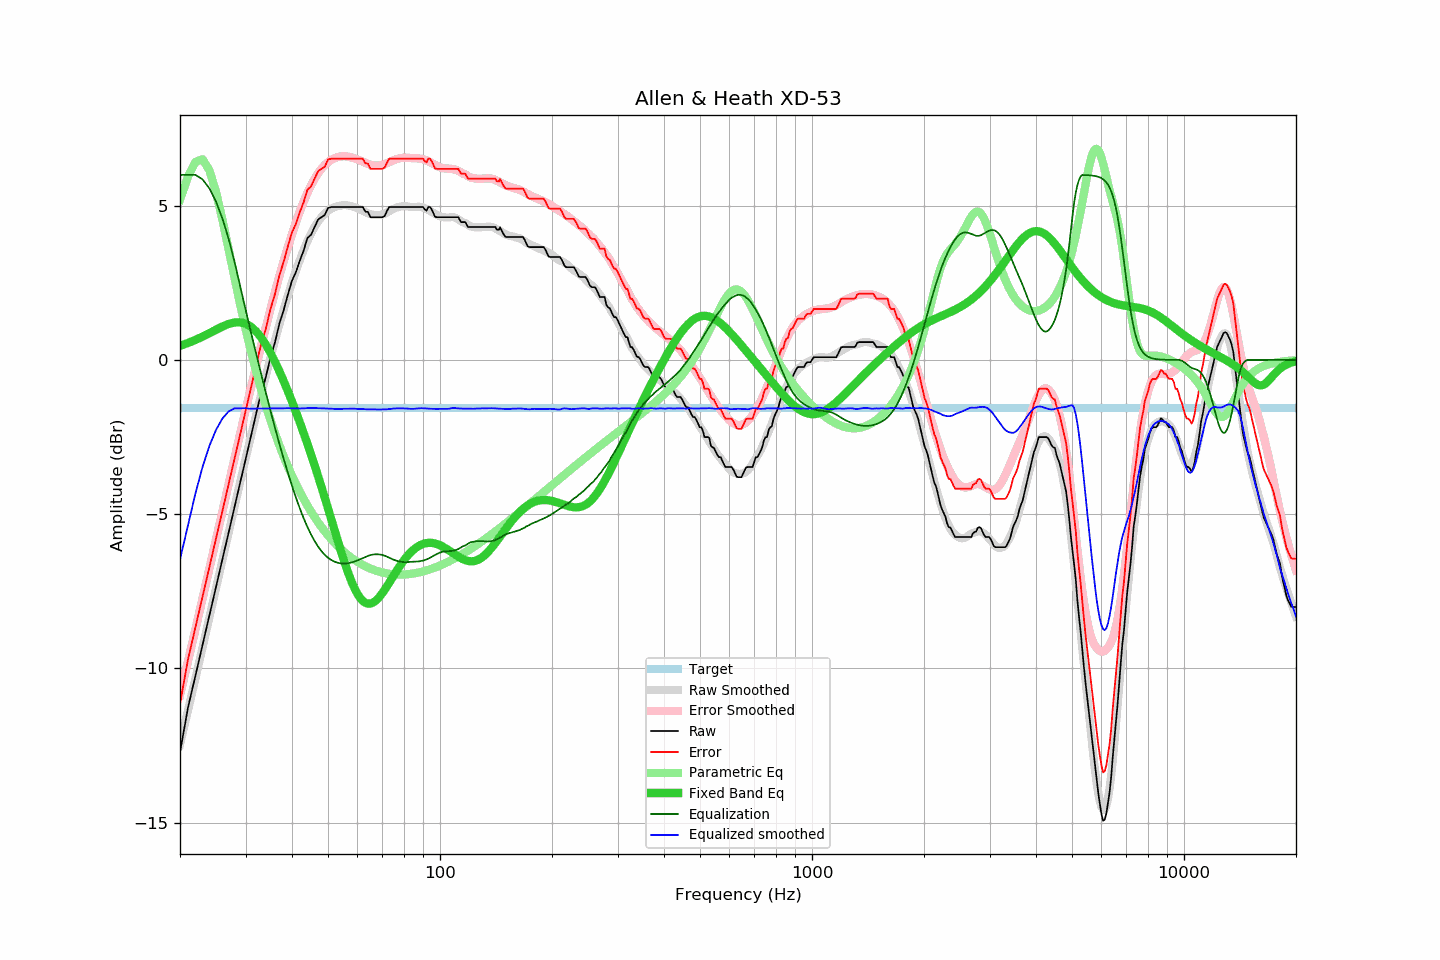 Allen & Heath XD-53
Amplitude (dBr)
5
0
−5
−10
−15
Target
Raw Smoothed
Error Smoothed
Raw
Error
Parametric Eq
Fixed Band Eq
Equalization
Equalized smoothed
100
1000
10000
Frequency (Hz)